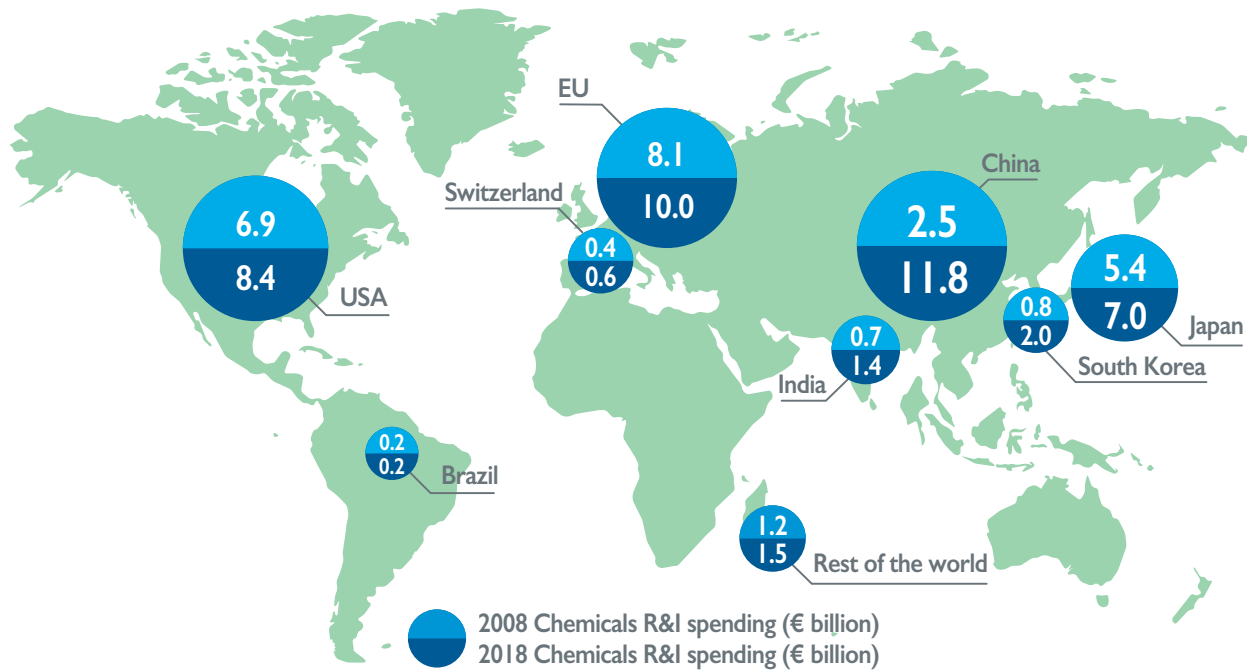 EU
8.1
10.0
China
Switzerland
2.5
11.8
6.9
8.4
USA
0.4
0.6
5.4
7.0
Japan
0.8
2.0
South Korea
0.7
1.4
India
0.2
0.2
Brazil
1.2
1.5
Rest of the world
2008 Chemicals R&I spending (€ billion)
2018 Chemicals R&I spending (€ billion)